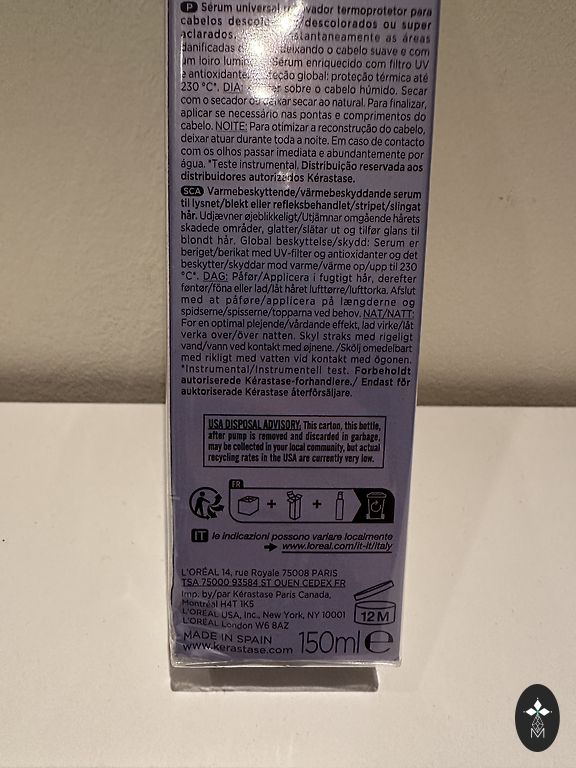 P Sérum universal renovador termoprotetor para
cabelos descoloridos/descolorados ou super
aclarados. instantaneamente as áreas
danificadas deixando o cabelo suave e com
um loiro Sérum enriquecido com filtro UV
e antioxidante. global: proteção térmica até
230 °C*. DIA: sobre o cabelo húmido. Secar
com o secador ou deixar secar ao natural. Para finalizar,
aplicar se necessário nas pontas e comprimentos do
cabelo. NOITE: Para otimizar a reconstrução do cabelo,
deixar atuar durante toda a noite. Em caso de contacto
com os olhos passar imediata e abundantemente por
água. *Teste instrumental. Distribuição reservada aos
distribuidores autorizados Kérastase.
SCA Varmebeskyttende/värmebeskyddande serum
til lysnet/blekt eller refleksbehandlet/stripet/slingat
hår. Udjævner øjeblikkeligt/Utjämnar omgående hårets
skadede områder, glatter/slätar ut og tilfør glans til
blondt hår. Global beskyttelse/skydd: Serum er
beriget/berikat med UV-filter og antioxidanter og det
beskytter/skyddar mod varme/värme op/upp til 230
°C*. DAG: Påfør/Applicera i fugtigt hår, derefter
føntør/föna eller lad/låt håret lufttørre/lufttorka. Afslut
med at påføre/applicera på længderne og
spidserne/spisserne/topparna ved behov. NAT/NATT:
For en optimal plejende/vårdande effekt, lad virke/låt
verka over/över natten. Skyl straks med rigeligt
vand/vann ved kontakt med øjnene./Skölj omedelbart
med rikligt med vatten vid kontakt med ögonen.
*Instrumental/Instrumentell test. Forbeholdt
autoriserede Kérastase-forhandlere./ Endast för
auktoriserade Kérastase återförsäljare.
USA DISPOSAL ADVISORY: This carton, this bottle,
after pump is removed and discarded in garbage,
may be collected in your local community, but actual
recycling rates in the USA are currently very low.
FR
+ +
IT le indicazioni possono variare localmente
www.loreal.com/it-it/italy
L'ORÉAL 14, rue Royale 75008 PARIS
TSA 75000 93584 ST OUEN CEDEX FR
Imp. by/par Kérastase Paris Canada,
Montréal H4T 1K5
L'ORÉAL USA, Inc., New York, NY 10001
L'ORÉAL London W6 8AZ
12M
MADE IN SPAIN
www.kerastase.com
150ml e
M